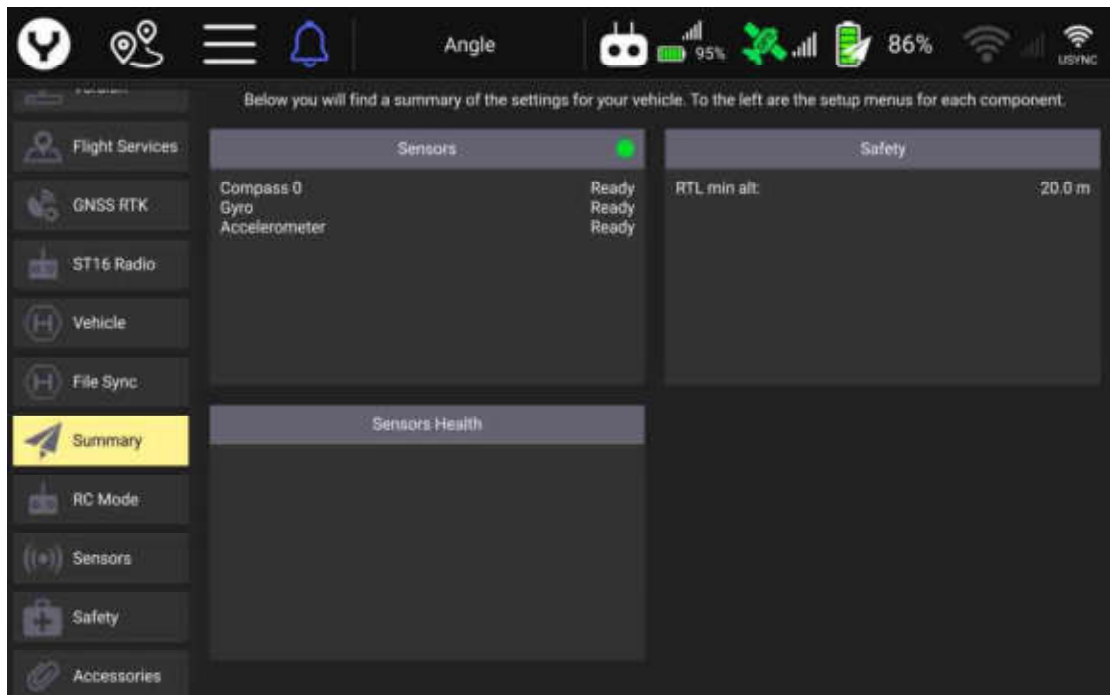 Angle
95%
86%
USYNC
Below you will find a summary of the settings for your vehicle. To the left are the setup menus for each component.
Version
Flight Services
GNSS RTK
ST16 Radio
Vehicle
File Sync
Summary
RC Mode
Sensors
Safety
Accessories
Sensors
Compass 0 Ready
Gyro Ready
Accelerometer Ready
Safety
RTL min alt: 20.0 m
Sensors Health